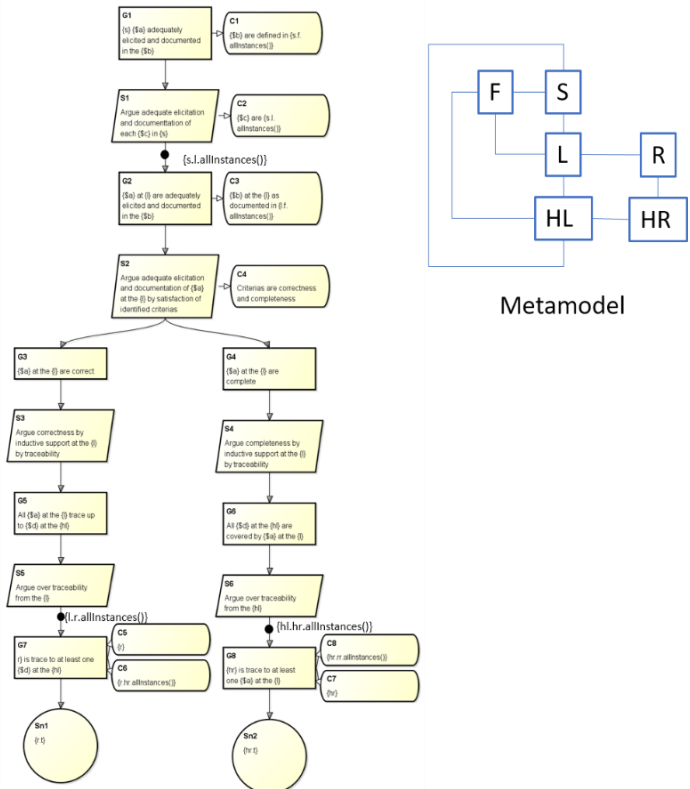 G1
{s} {$a} adequately
elicited and documented
in the {$b}
C1
{$b} are defined in {s.f.
allInstances()}
S1
Argue adequate elicitation
and documenttation of
each {$c} in {s}
C2
{$c} are {s.l.
allInstances()}
{s.l.allInstances()}
G2
{$a} at {l} are adequately
elicited and documented
in the {$b}
C3
{$b} at the {l} as
documented in {l.f.
allInstances()}
S2
Argue adequate elicitation
and documentation of {$a}
at the {l} by satisfaction of
identified criterias
C4
Criterias are correctness
and completeness
G3
{$a} at the {l} are correct
G4
{$a} at the {l} are
complete
S3
Argue correctness by
inductive support at the {l}
by traceability
S4
Argue completeness by
inductive support at the {l}
by traceability
G5
All {$a} at the {l} trace up
to {$d} at the {hl}
G6
All {$d} at the {hl} are
covered by {$a} at the {l}
S5
Argue over traceability
from the {l}
S6
Argue over traceability
from the {hl}
{l.r.allInstances()}
{hl.hr.allInstances()}
G7
r} is trace to at least one
{$d} at the {hl}
C5
{r}
C6
{r.hr.allInstances()}
G8
{hr} is trace to at least
one {$a} at the {l}
C8
{hr.rr.allInstances()}
C7
{hr}
Sn1
{r.t}
Sn2
{hr.t}
F
S
L
R
HL
HR
Metamodel